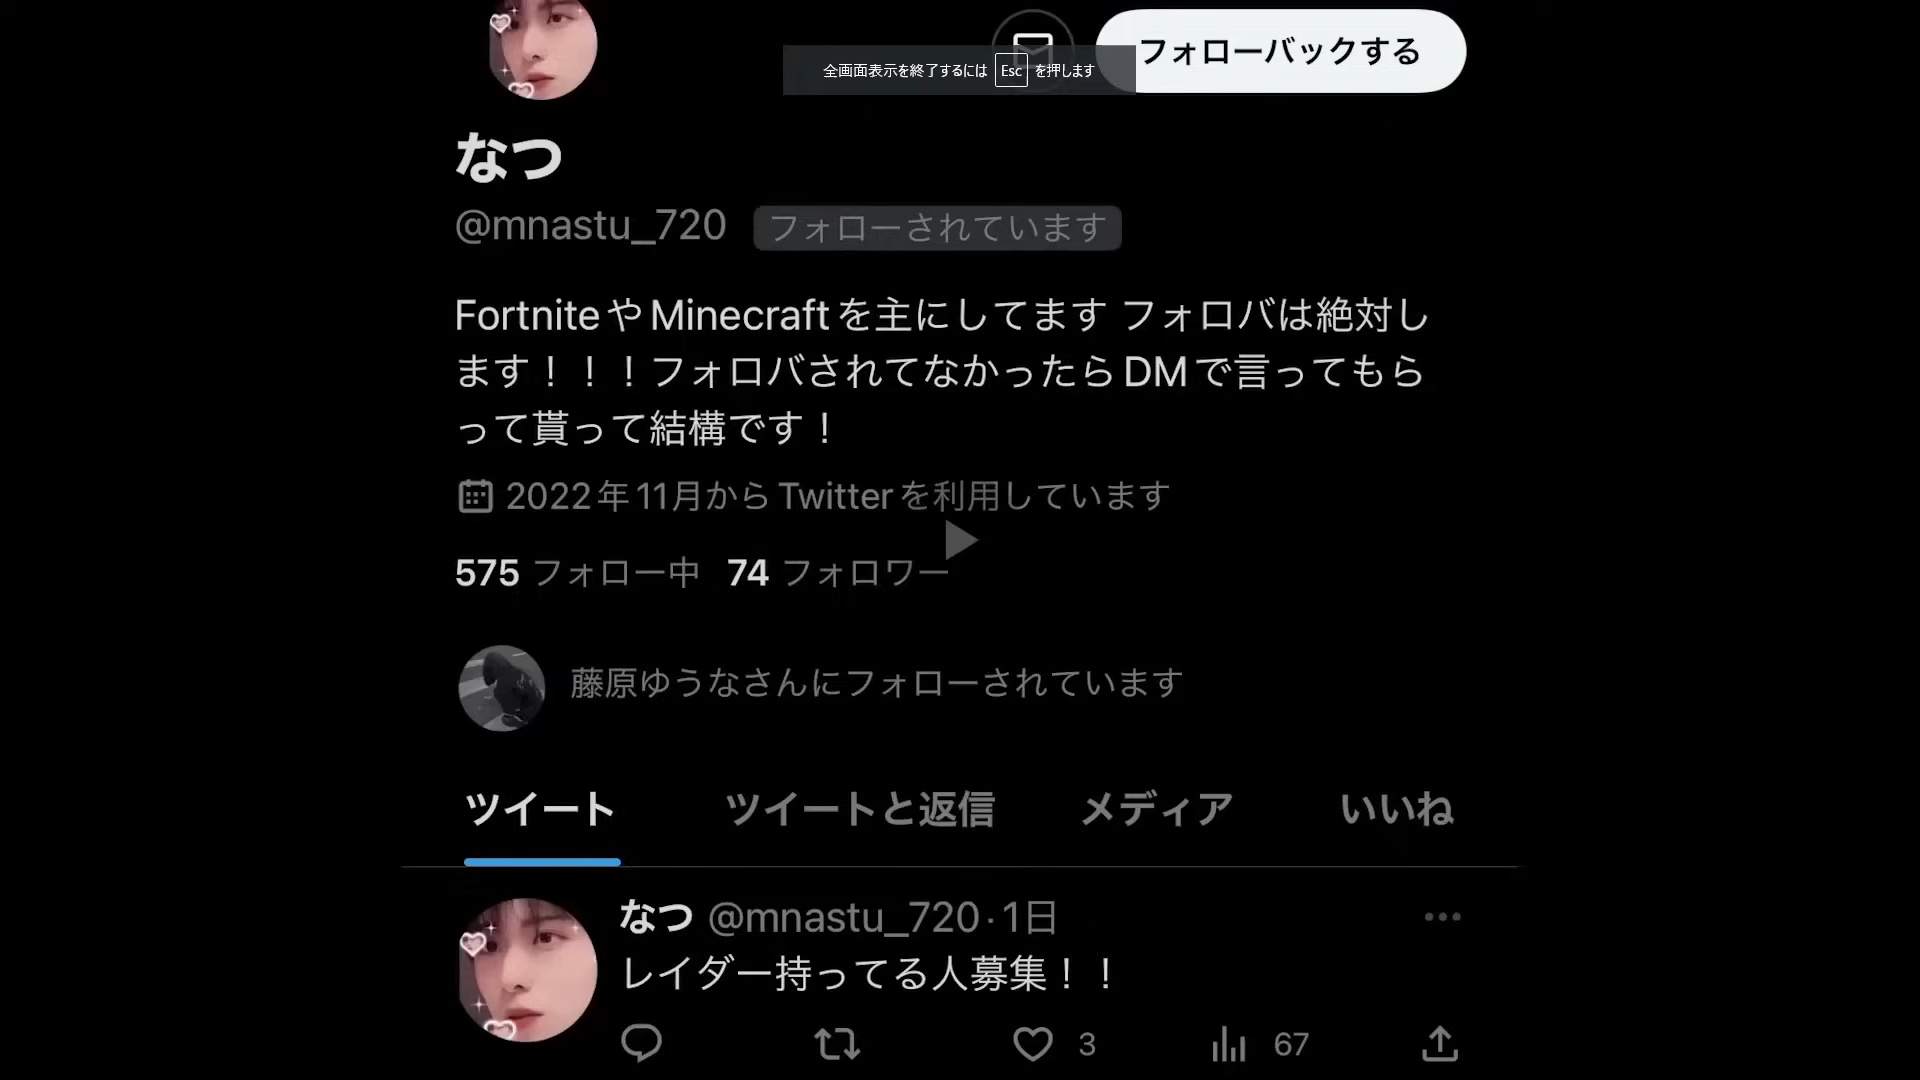 フォローバックする
全画面表示を終了するには Esc を押します
なつ
@mnastu_720 フォローされています
FortniteやMinecraftを主にしてます フォロバは絶対し
ます！！！フォロバされてなかったらDMで言ってもら
って貰って結構です！
2022年11月からTwitterを利用しています
575 フォロー中 74 フォロワー
藤原ゆうなさんにフォローされています
ツイート ツイートと返信 メディア いいね
なつ @mnastu_720·1日
レイダー持ってる人募集！！
3 67